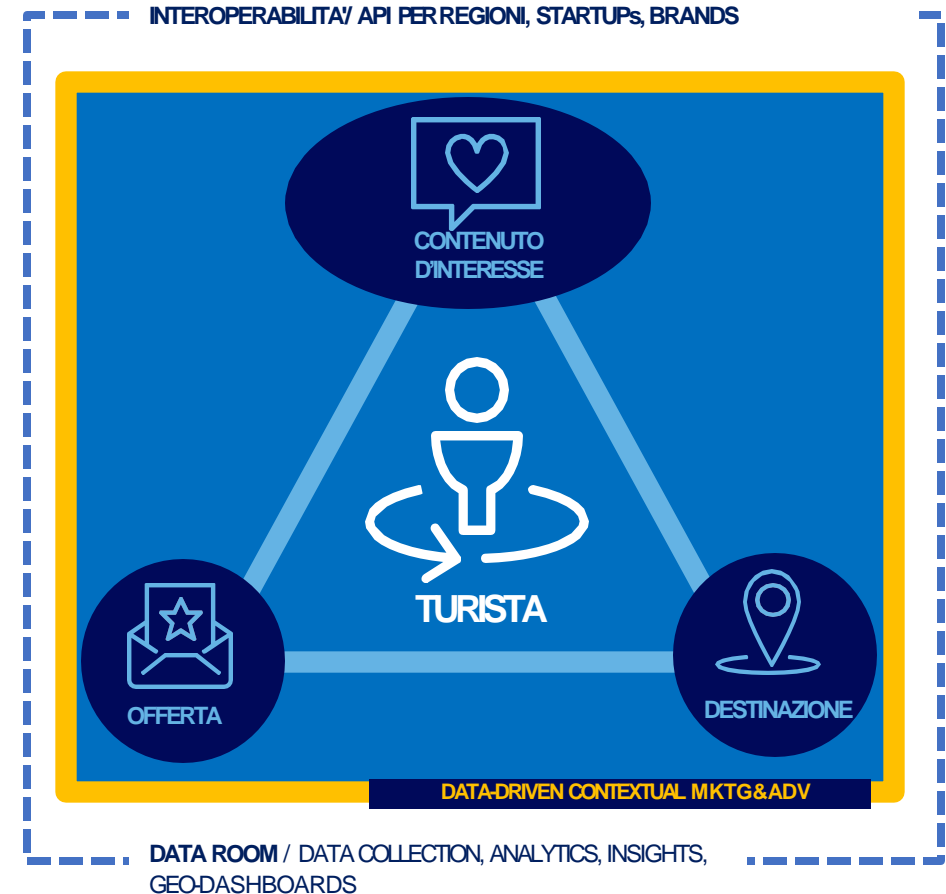 INTEROPERABILITA'/ API PER REGIONI, STARTUPs, BRANDS
CONTENUTO
D'INTERESSE
TURISTA
OFFERTA
DESTINAZIONE
DATA-DRIVEN CONTEXTUAL MKTG&ADV
DATA ROOM / DATA COLLECTION, ANALYTICS, INSIGHTS,
GEO-DASHBOARDS